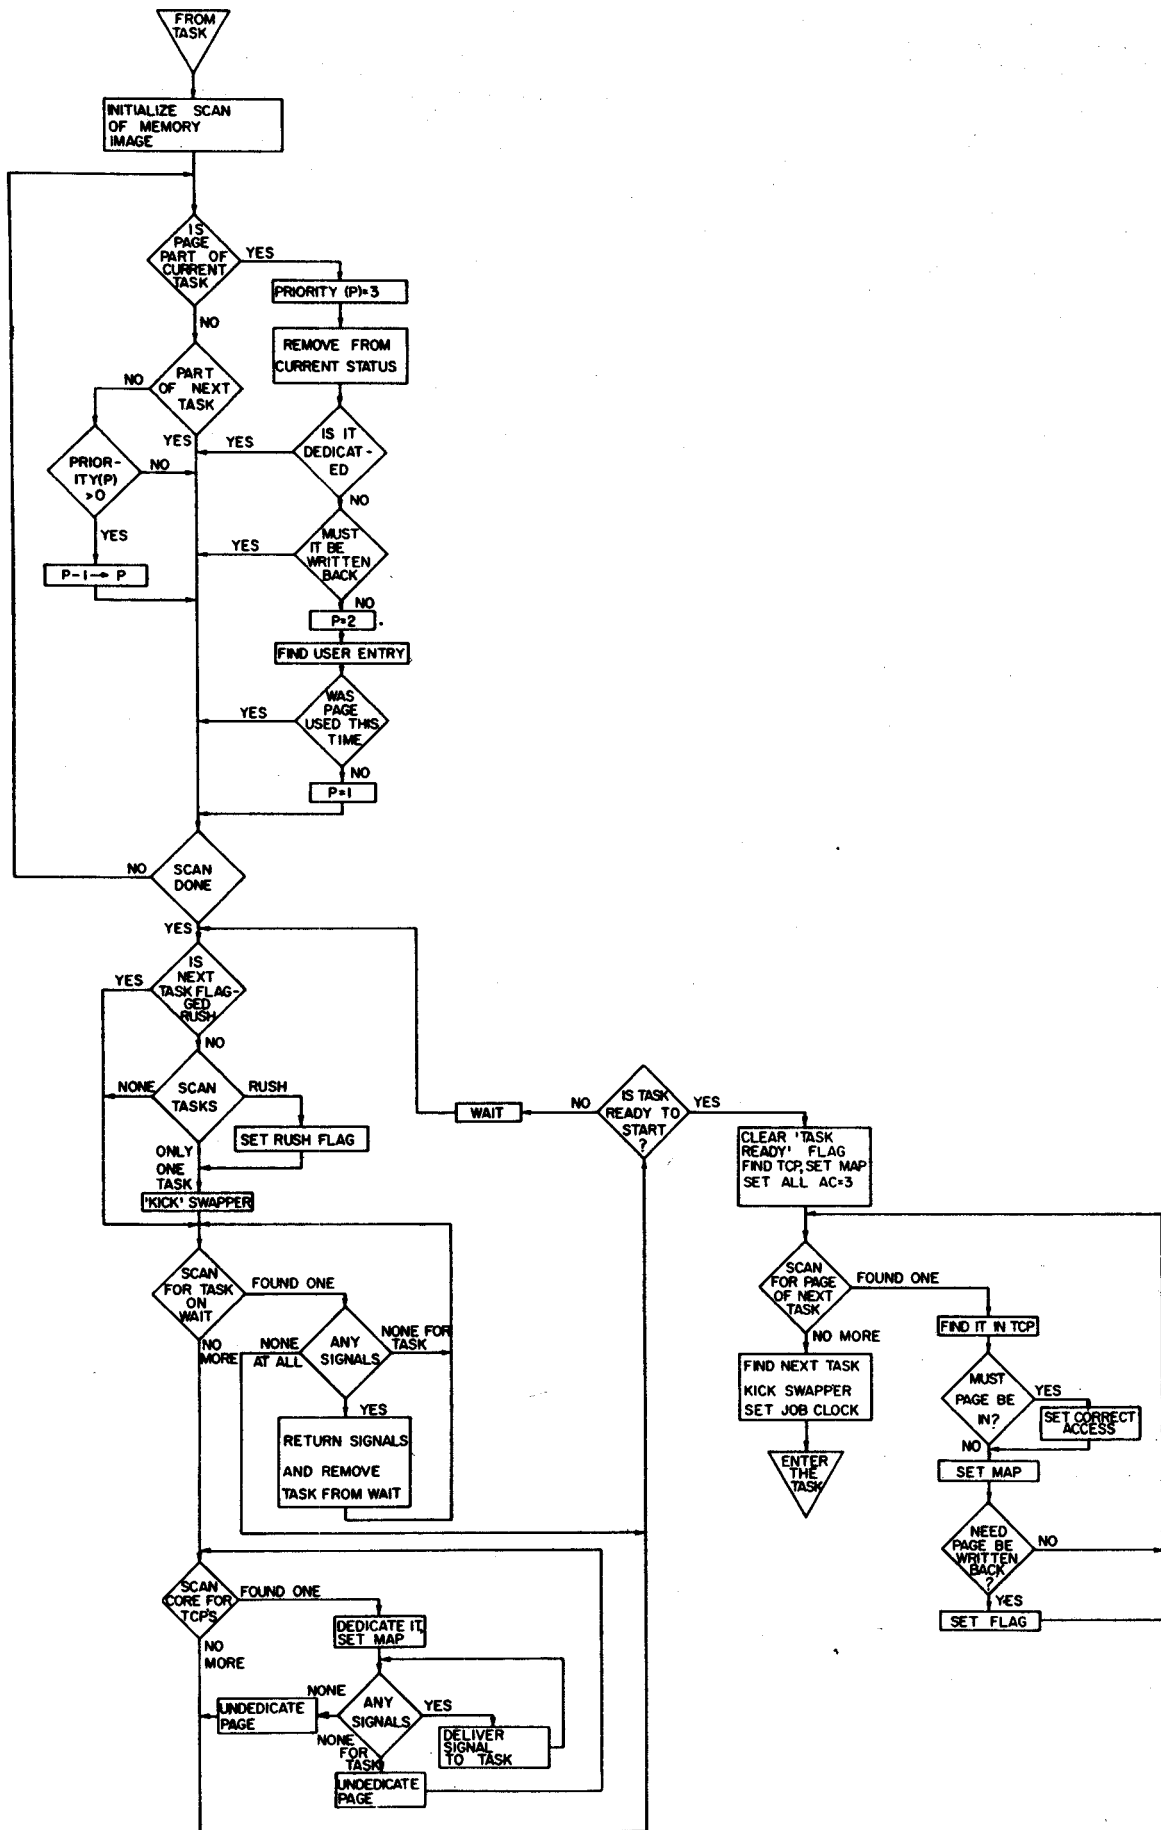 FROM
TASK
INITIALIZE SCAN
OF MEMORY
IMAGE
IS
PAGE
PART OF
CURRENT
TASK
YES
PRIORITY (P)=3
NO
REMOVE FROM
CURRENT STATUS
PART
OF NEXT
TASK
NO
YES
IS IT
DEDICAT-
ED
YES
NO
PRIOR-
ITY(P)
>0
NO
YES
P-1→P
MUST
IT BE
WRITTEN
BACK
YES
NO
P=2
FIND USER ENTRY
WAS
PAGE
USED THIS
TIME
YES
NO
P=1
SCAN
DONE
NO
YES
IS
NEXT
TASK FLAG-
GED
RUSH
YES
NO
SCAN
TASKS
NONE
RUSH
SET RUSH FLAG
ONLY
ONE
TASK
'KICK' SWAPPER
SCAN
FOR TASK
ON
WAIT
FOUND ONE
NO
MORE
ANY
SIGNALS
NONE
AT ALL
NONE FOR
TASK
YES
RETURN SIGNALS
AND REMOVE
TASK FROM WAIT
SCAN
CORE FOR
TCP'S
FOUND ONE
NO
MORE
DEDICATE IT,
SET MAP
ANY
SIGNALS
NONE
UNDEDICATE
PAGE
YES
DELIVER
SIGNAL
TO TASK
NONE
FOR
TASK
UNDEDICATE
PAGE
IS TASK
READY TO
START
?
NO
WAIT
YES
CLEAR 'TASK
READY' FLAG
FIND TCP, SET MAP
SET ALL AC=3
SCAN
FOR PAGE
OF NEXT
TASK
FOUND ONE
NO MORE
FIND NEXT TASK
KICK SWAPPER
SET JOB CLOCK
ENTER
THE
TASK
FIND IT IN TCP
MUST
PAGE BE
IN?
YES
SET CORRECT
ACCESS
NO
SET MAP
NEED
PAGE BE
WRITTEN
BACK
?
NO
YES
SET FLAG